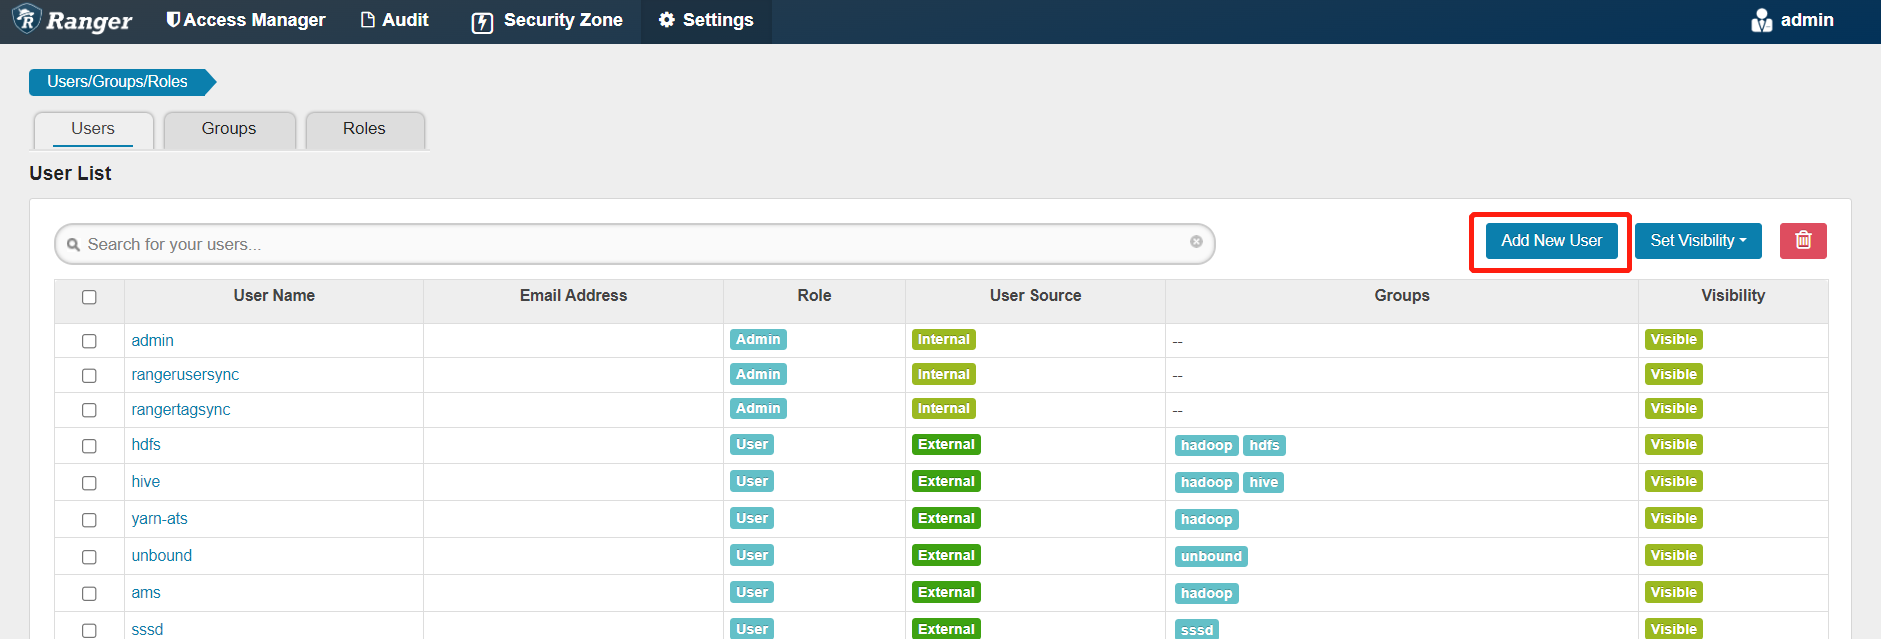 Ranger Access Manager Audit Security Zone Settings admin
Users/Groups/Roles
Users Groups Roles
User List
Search for your users... Add New User Set Visibility
User Name Email Address Role User Source Groups Visibility
admin Admin Internal -- Visible
rangerusersync Admin Internal -- Visible
rangertagsync Admin Internal -- Visible
hdfs User External hadoop hdfs Visible
hive User External hadoop hive Visible
yarn-ats User External hadoop Visible
unbound User External unbound Visible
ams User External hadoop Visible
sssd User External sssd Visible